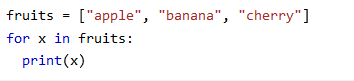 fruits = ["apple", "banana", "cherry"]
for x in fruits:
  print(x)